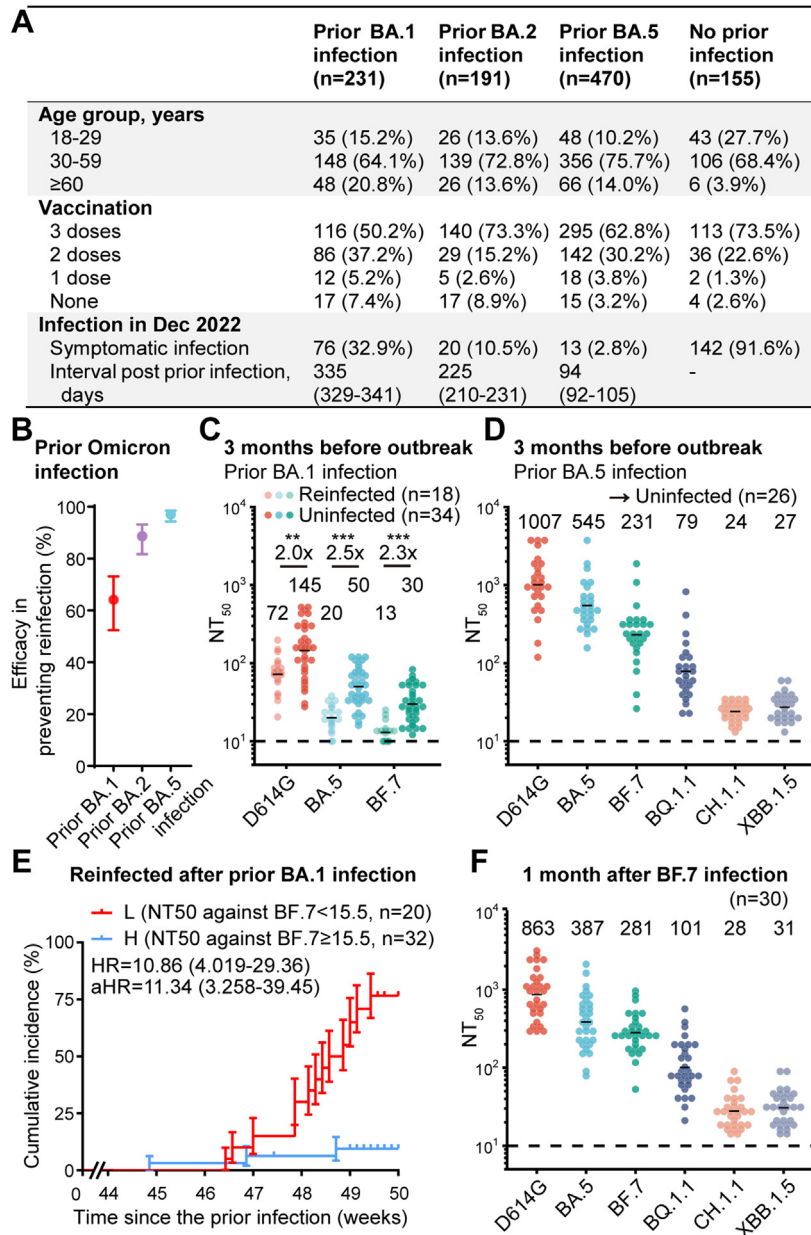 A
Prior BA.1 infection (n=231) Prior BA.2 infection (n=191) Prior BA.5 infection (n=470) No prior infection (n=155)
Age group, years
18-29 35 (15.2%) 26 (13.6%) 48 (10.2%) 43 (27.7%)
30-59 148 (64.1%) 139 (72.8%) 356 (75.7%) 106 (68.4%)
≥60 48 (20.8%) 26 (13.6%) 66 (14.0%) 6 (3.9%)
Vaccination
3 doses 116 (50.2%) 140 (73.3%) 295 (62.8%) 113 (73.5%)
2 doses 86 (37.2%) 29 (15.2%) 142 (30.2%) 36 (22.6%)
1 dose 12 (5.2%) 5 (2.6%) 18 (3.8%) 2 (1.3%)
None 17 (7.4%) 17 (8.9%) 15 (3.2%) 4 (2.6%)
Infection in Dec 2022
Symptomatic infection 76 (32.9%) 20 (10.5%) 13 (2.8%) 142 (91.6%)
Interval post prior infection, 335 225 94 -
days (329-341) (210-231) (92-105)
B
Prior Omicron
infection
Efficacy in
preventing reinfection (%)
100
80
60
40
20
0
Prior BA.1
Prior BA.2
Prior BA.5
infection
C
3 months before outbreak
Prior BA.1 infection
Reinfected (n=18)
Uninfected (n=34)
NT50
10^4
10^3
10^2
10^1
** *** ***
2.0x 2.5x 2.3x
72 145 20 50 13 30
D614G
BA.5
BF.7
D
3 months before outbreak
Prior BA.5 infection
→ Uninfected (n=26)
1007 545 231 79 24 27
NT50
10^4
10^3
10^2
10^1
D614G
BA.5
BF.7
BQ.1.1
CH.1.1
XBB.1.5
E
Reinfected after prior BA.1 infection
L (NT50 against BF.7<15.5, n=20)
H (NT50 against BF.7≥15.5, n=32)
HR=10.86 (4.019-29.36)
aHR=11.34 (3.258-39.45)
Cumulative incidence (%)
100
75
50
25
0
0 44 45 46 47 48 49 50
Time since the prior infection (weeks)
F
1 month after BF.7 infection
(n=30)
863 387 281 101 28 31
NT50
10^4
10^3
10^2
10^1
D614G
BA.5
BF.7
BQ.1.1
CH.1.1
XBB.1.5